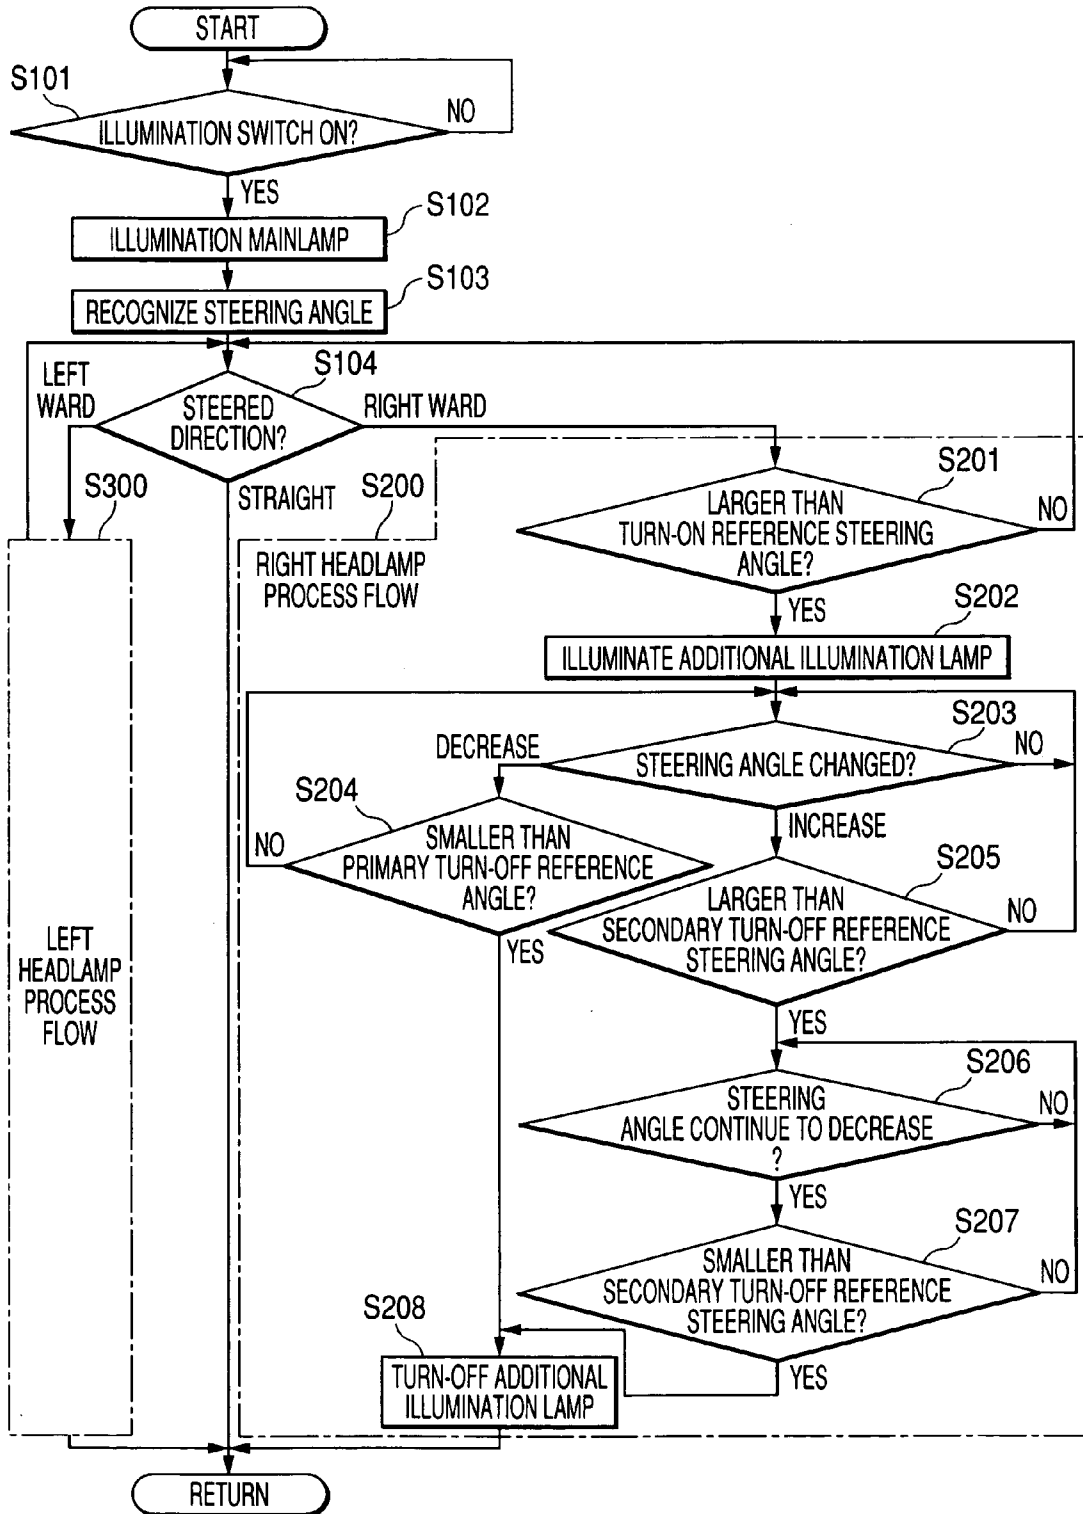 START
S101
NO
ILLUMINATION SWITCH ON?
YES
S102
ILLUMINATION MAINLAMP
S103
RECOGNIZE STEERING ANGLE
LEFT
WARD
S104
STEERED
DIRECTION?
RIGHT WARD
STRAIGHT
S300
S200
RIGHT HEADLAMP
PROCESS FLOW
S201
LARGER THAN
TURN-ON REFERENCE STEERING
ANGLE?
NO
YES
S202
ILLUMINATE ADDITIONAL ILLUMINATION LAMP
S203
DECREASE
STEERING ANGLE CHANGED?
NO
INCREASE
S204
NO
SMALLER THAN
PRIMARY TURN-OFF REFERENCE
ANGLE?
YES
S205
LARGER THAN
SECONDARY TURN-OFF REFERENCE
STEERING ANGLE?
NO
YES
LEFT
HEADLAMP
PROCESS
FLOW
S206
STEERING
ANGLE CONTINUE TO DECREASE
?
NO
YES
S207
SMALLER THAN
SECONDARY TURN-OFF REFERENCE
STEERING ANGLE?
NO
YES
S208
TURN-OFF ADDITIONAL
ILLUMINATION LAMP
RETURN